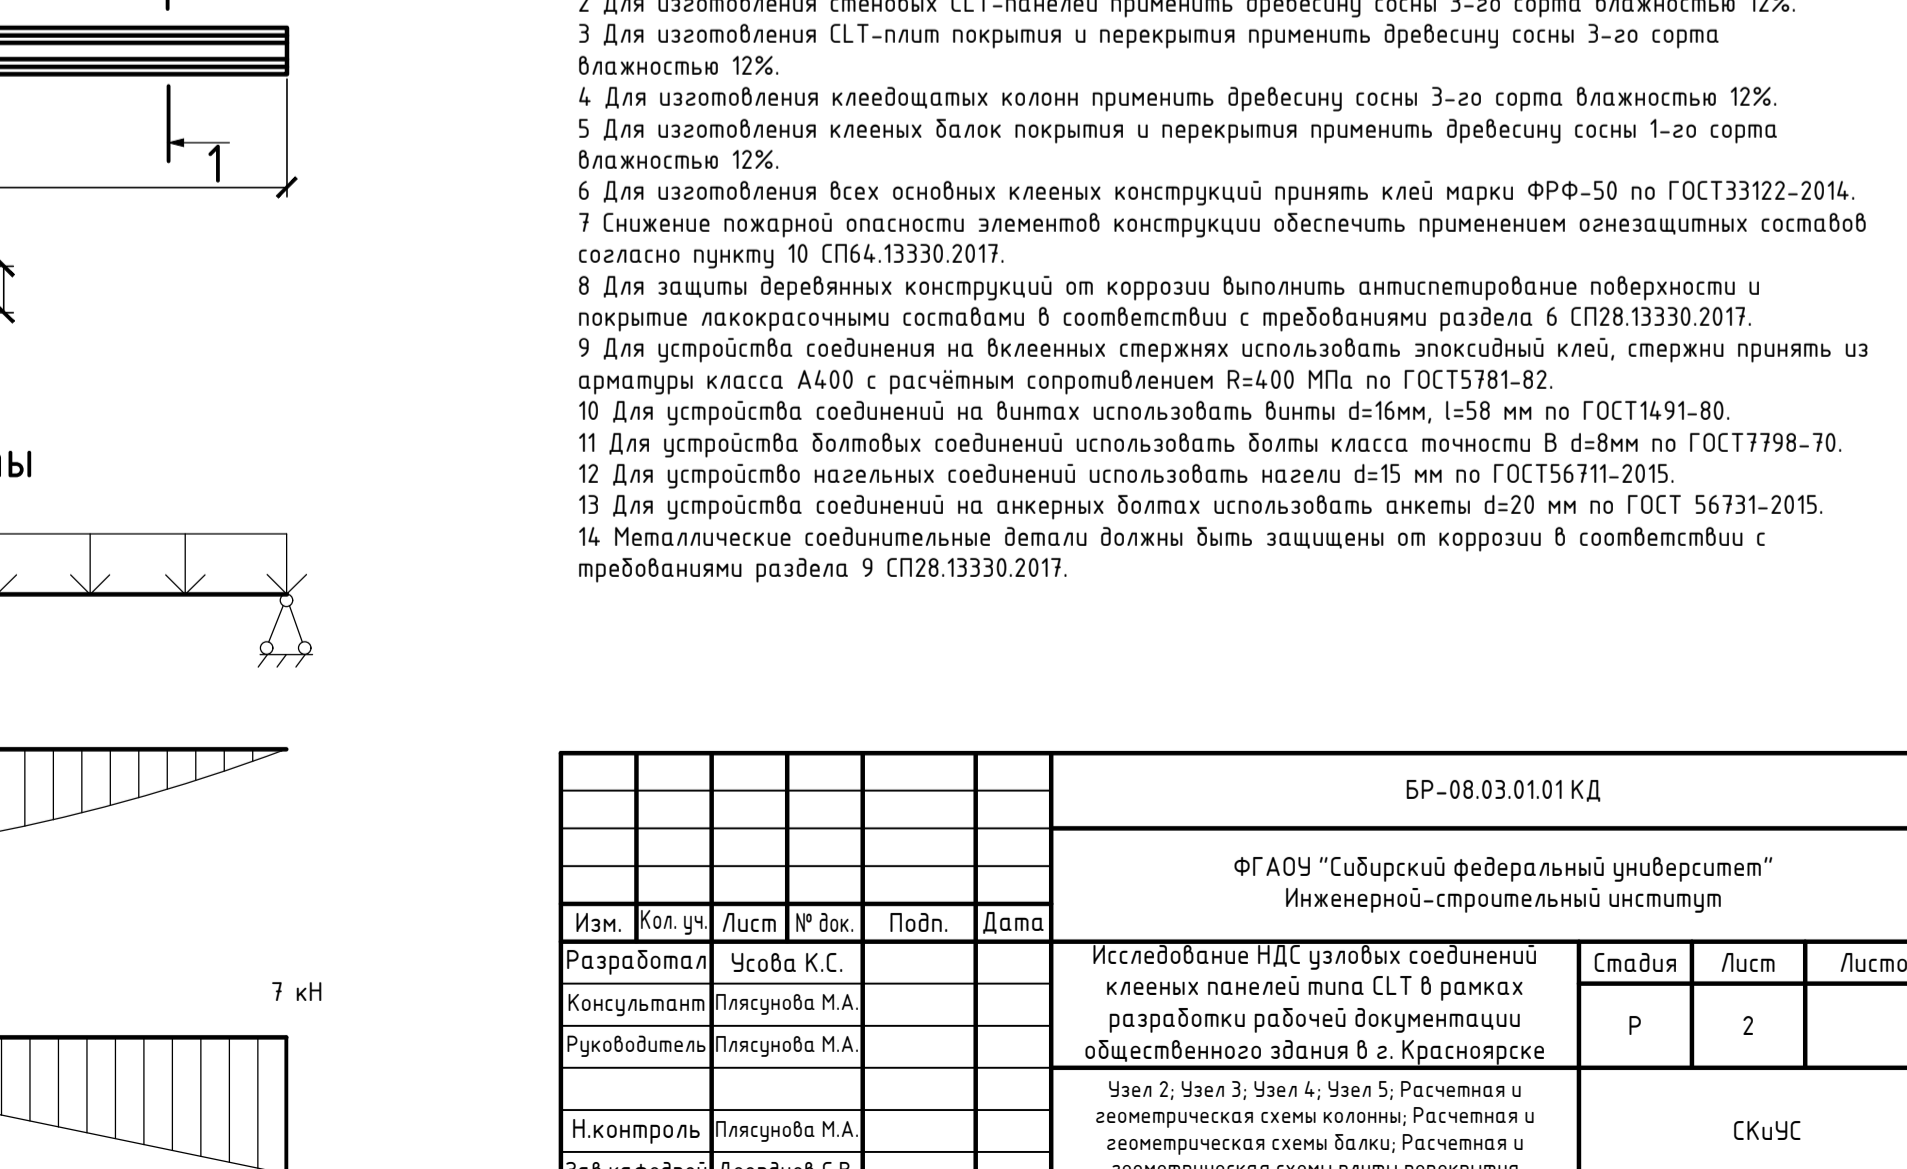 2 Для изготовления стеновых CLT-панелей применить древесину сосны 3-го сорта влажностью 12%.
3 Для изготовления CLT-плит покрытия и перекрытия применить древесину сосны 3-го сорта
влажностью 12%.
4 Для изготовления клеедощатых колонн применить древесину сосны 3-го сорта влажностью 12%.
5 Для изготовления клееных балок покрытия и перекрытия применить древесину сосны 1-го сорта
влажностью 12%.
6 Для изготовления всех основных клееных конструкций принять клей марки ФРФ-50 по ГОСТ33122-2014.
7 Снижение пожарной опасности элементов конструкции обеспечить применением огнезащитных составов
согласно пункту 10 СП64.13330.2017.
8 Для защиты деревянных конструкций от коррозии выполнить антиспетирование поверхности и
покрытие лакокрасочными составами в соответствии с требованиями раздела 6 СП28.13330.2017.
9 Для устройства соединения на вклеенных стержнях использовать эпоксидный клей, стержни принять из
арматуры класса А400 с расчётным сопротивлением R=400 МПа по ГОСТ5781-82.
10 Для устройства соединений на винтах использовать винты d=16мм, l=58 мм по ГОСТ1491-80.
11 Для устройства болтовых соединений использовать болты класса точности В d=8мм по ГОСТ7798-70.
12 Для устройство нагельных соединений использовать нагели d=15 мм по ГОСТ56711-2015.
13 Для устройства соединений на анкерных болтах использовать анкеты d=20 мм по ГОСТ 56731-2015.
14 Металлические соединительные детали должны быть защищены от коррозии в соответствии с
требованиями раздела 9 СП28.13330.2017.
1
ы
7 кН
БР-08.03.01.01 КД
ФГАОУ "Сибирский федеральный университет"
Инженерной-строительный институт
Изм. Кол. уч. Лист № док. Подп. Дата
Разработал Усова К.С.
Консультант Плясунова М.А.
Руководитель Плясунова М.А.
Н.контроль Плясунова М.А.
Исследование НДС узловых соединений
клееных панелей типа CLT в рамках
разработки рабочей документации
общественного здания в г. Красноярске
Стадия Лист Листо
Р 2
Узел 2; Узел 3; Узел 4; Узел 5; Расчетная и
геометрическая схемы колонны; Расчетная и
геометрическая схемы балки; Расчетная и
геометрическая схемы плиты перекрытия
СКиУС